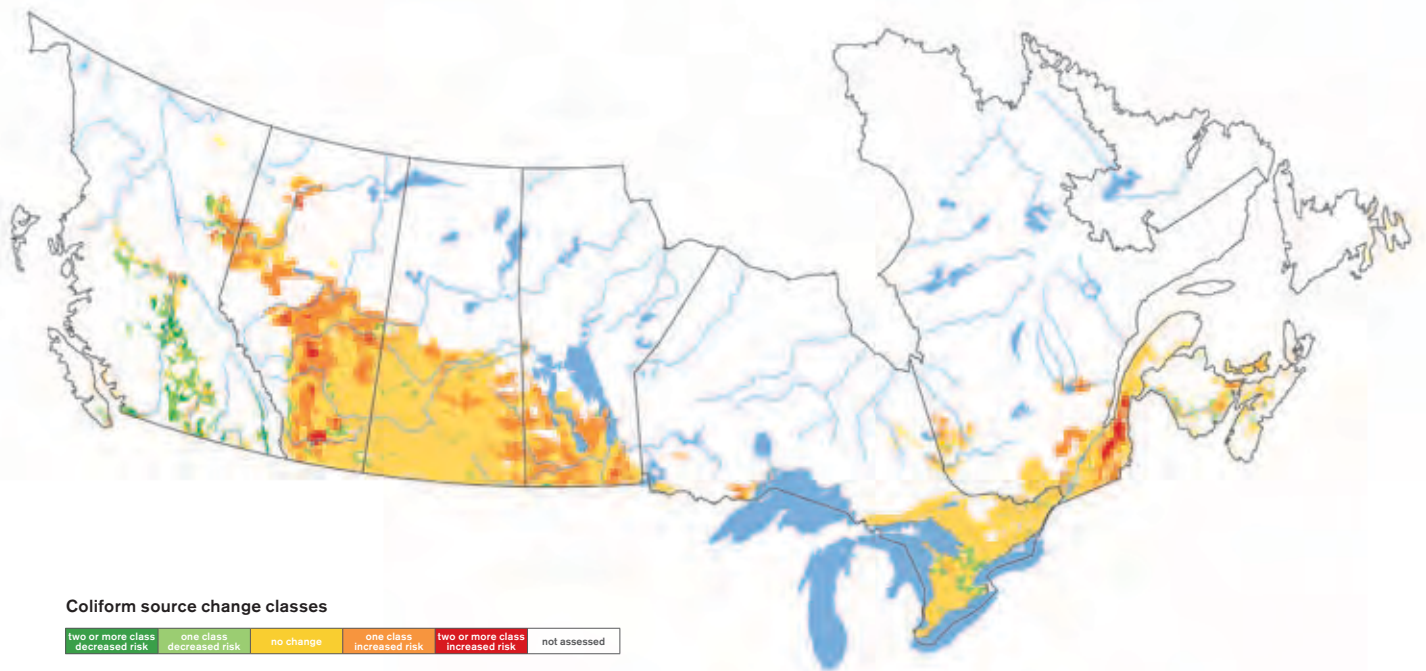 Coliform source change classes
two or more class
decreased risk
one class
decreased risk
no change
one class
increased risk
two or more class
increased risk
not assessed